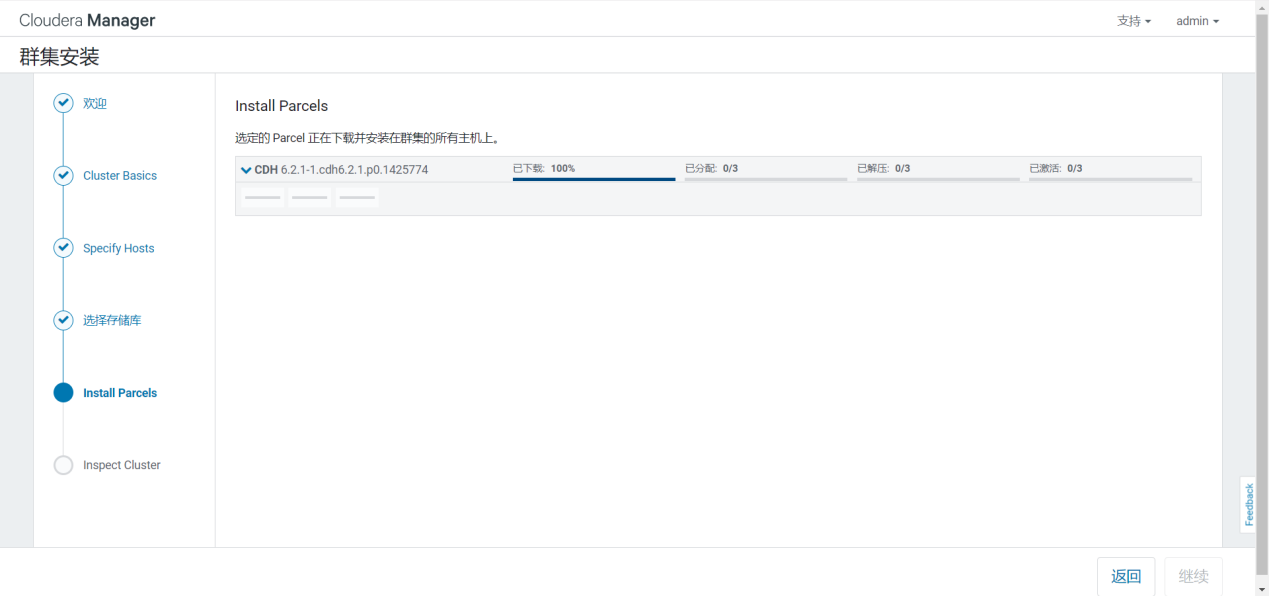 Cloudera Manager 支持 admin
群集安装
欢迎
Cluster Basics
Specify Hosts
选择存储库
Install Parcels
Inspect Cluster
Install Parcels
选定的 Parcel 正在下载并安装在群集的所有主机上。
CDH 6.2.1-1.cdh6.2.1.p0.1425774 已下载: 100% 已分配: 0/3 已解压: 0/3 已激活: 0/3
Feedback
返回 继续